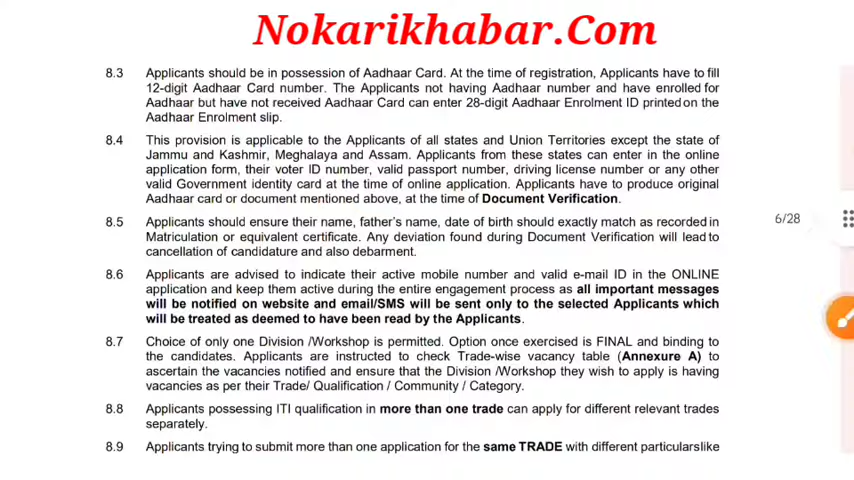 Nokarikhabar.Com
8.3 Applicants should be in possession of Aadhaar Card. At the time of registration, Applicants have to fill
12-digit Aadhaar Card number. The Applicants not having Aadhaar number and have enrolled for
Aadhaar but have not received Aadhaar Card can enter 28-digit Aadhaar Enrolment ID printed on the
Aadhaar Enrolment slip.
8.4 This provision is applicable to the Applicants of all states and Union Territories except the state of
Jammu and Kashmir, Meghalaya and Assam. Applicants from these states can enter in the online
application form, their voter ID number, valid passport number, driving license number or any other
valid Government identity card at the time of online application. Applicants have to produce original
Aadhaar card or document mentioned above, at the time of Document Verification.
8.5 Applicants should ensure their name, father's name, date of birth should exactly match as recorded in
Matriculation or equivalent certificate. Any deviation found during Document Verification will lead to
cancellation of candidature and also debarment.
6/28
8.6 Applicants are advised to indicate their active mobile number and valid e-mail ID in the ONLINE
application and keep them active during the entire engagement process as all important messages
will be notified on website and email/SMS will be sent only to the selected Applicants which
will be treated as deemed to have been read by the Applicants.
8.7 Choice of only one Division /Workshop is permitted. Option once exercised is FINAL and binding to
the candidates. Applicants are instructed to check Trade-wise vacancy table (Annexure A) to
ascertain the vacancies notified and ensure that the Division /Workshop they wish to apply is having
vacancies as per their Trade/ Qualification / Community / Category.
8.8 Applicants possessing ITI qualification in more than one trade can apply for different relevant trades
separately.
8.9 Applicants trying to submit more than one application for the same TRADE with different particularslike